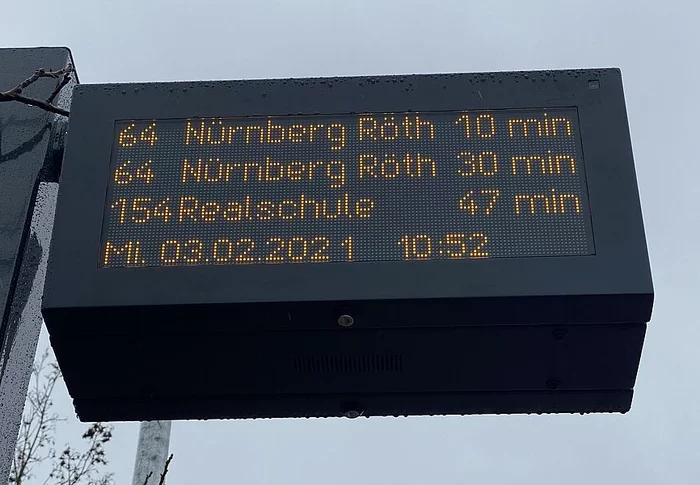 64 Nürnberg Röth 10 min
64 Nürnberg Röth 30 min
154 Realschule 47 min
Mi. 03.02.2021 10:52